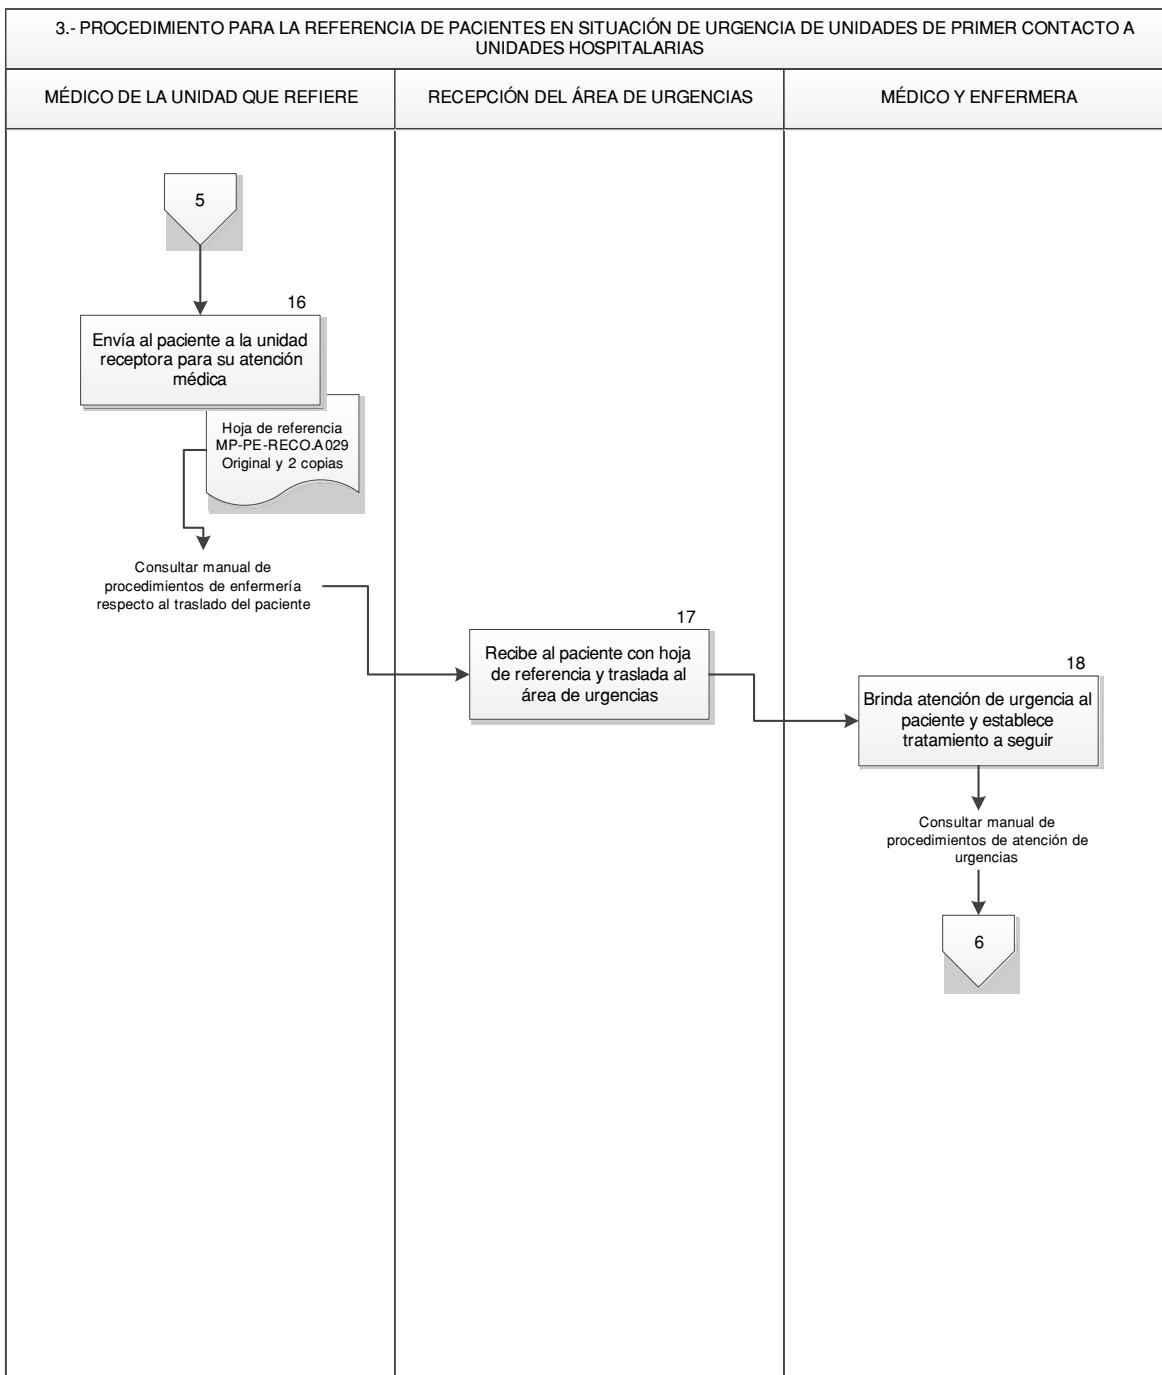 3.- PROCEDIMIENTO PARA LA REFERENCIA DE PACIENTES EN SITUACIÓN DE URGENCIA DE UNIDADES DE PRIMER CONTACTO A
UNIDADES HOSPITALARIAS
MÉDICO DE LA UNIDAD QUE REFIERE
RECEPCIÓN DEL ÁREA DE URGENCIAS
MÉDICO Y ENFERMERA
5
16
Envía al paciente a la unidad
receptora para su atención
médica
Hoja de referencia
MP-PE-RECO.A029
Original y 2 copias
Consultar manual de
procedimientos de enfermería
respecto al traslado del paciente
17
Recibe al paciente con hoja
de referencia y traslada al
área de urgencias
18
Brinda atención de urgencia al
paciente y establece
tratamiento a seguir
Consultar manual de
procedimientos de atención de
urgencias
6